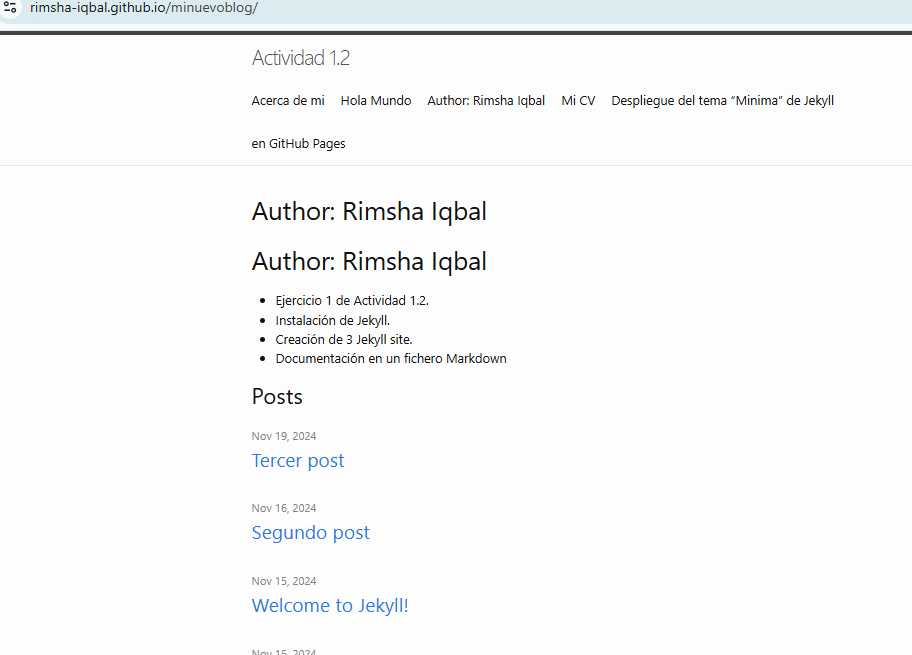 rimsha-iqbal.github.io/minuevoblog/
Actividad 1.2
Acerca de mi Hola Mundo Author: Rimsha Iqbal Mi CV Despliegue del tema “Minima” de Jekyll
en GitHub Pages
Author: Rimsha Iqbal
Author: Rimsha Iqbal
Ejercicio 1 de Actividad 1.2.
Instalación de Jekyll.
Creación de 3 Jekyll site.
Documentación en un fichero Markdown
Posts
Nov 19, 2024
Tercer post
Nov 16, 2024
Segundo post
Nov 15, 2024
Welcome to Jekyll!
Nov 15, 2024